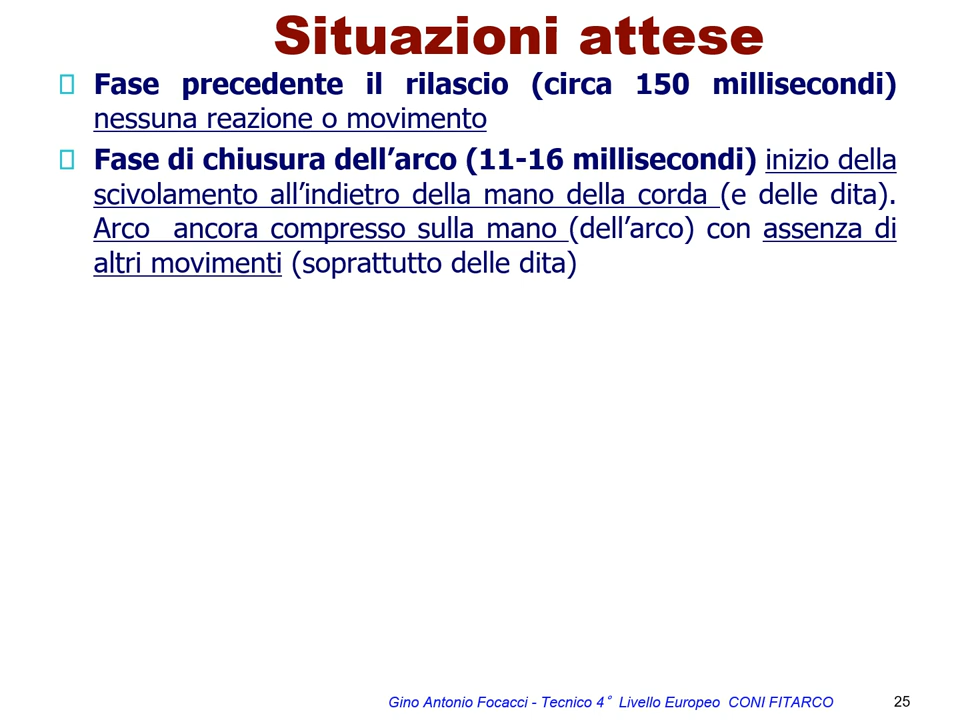 Situazioni attese
Fase precedente il rilascio (circa 150 millisecondi)
nessuna reazione o movimento
Fase di chiusura dell’arco (11-16 millisecondi) inizio della
scivolamento all’indietro della mano della corda (e delle dita).
Arco ancora compresso sulla mano (dell’arco) con assenza di
altri movimenti (soprattutto delle dita)
Gino Antonio Focacci - Tecnico 4° Livello Europeo CONI FITARCO
25